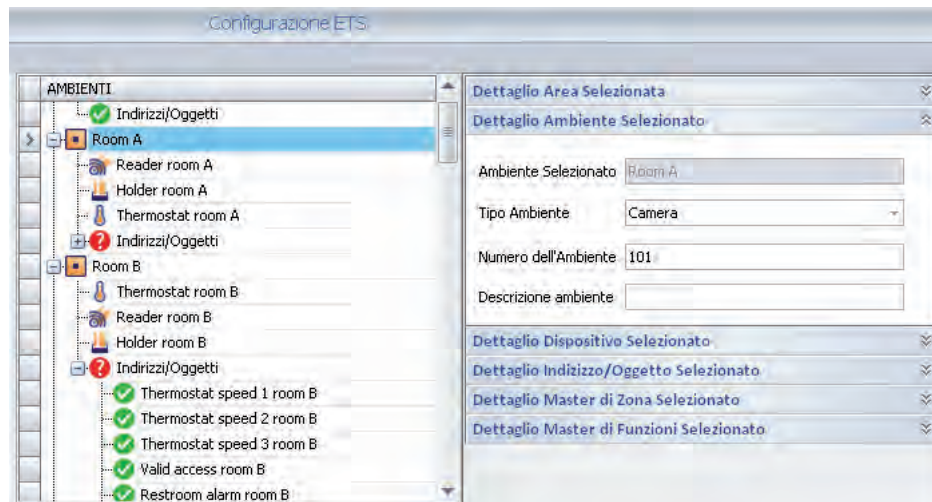 Configurazione ETS
AMBIENTI
Indirizzi/Oggetti
Room A
Reader room A
Holder room A
Thermostat room A
Indirizzi/Oggetti
Room B
Thermostat room B
Reader room B
Holder room B
Indirizzi/Oggetti
Thermostat speed 1 room B
Thermostat speed 2 room B
Thermostat speed 3 room B
Valid access room B
Restroom alarm room B
Dettaglio Area Selezionata
Dettaglio Ambiente Selezionato
Ambiente Selezionato Room A
Tipo Ambiente Camera
Numero dell'Ambiente 101
Descrizione ambiente
Dettaglio Dispositivo Selezionato
Dettaglio Indizizzo/Oggetto Selezionato
Dettaglio Master di Zona Selezionato
Dettaglio Master di Funzioni Selezionato